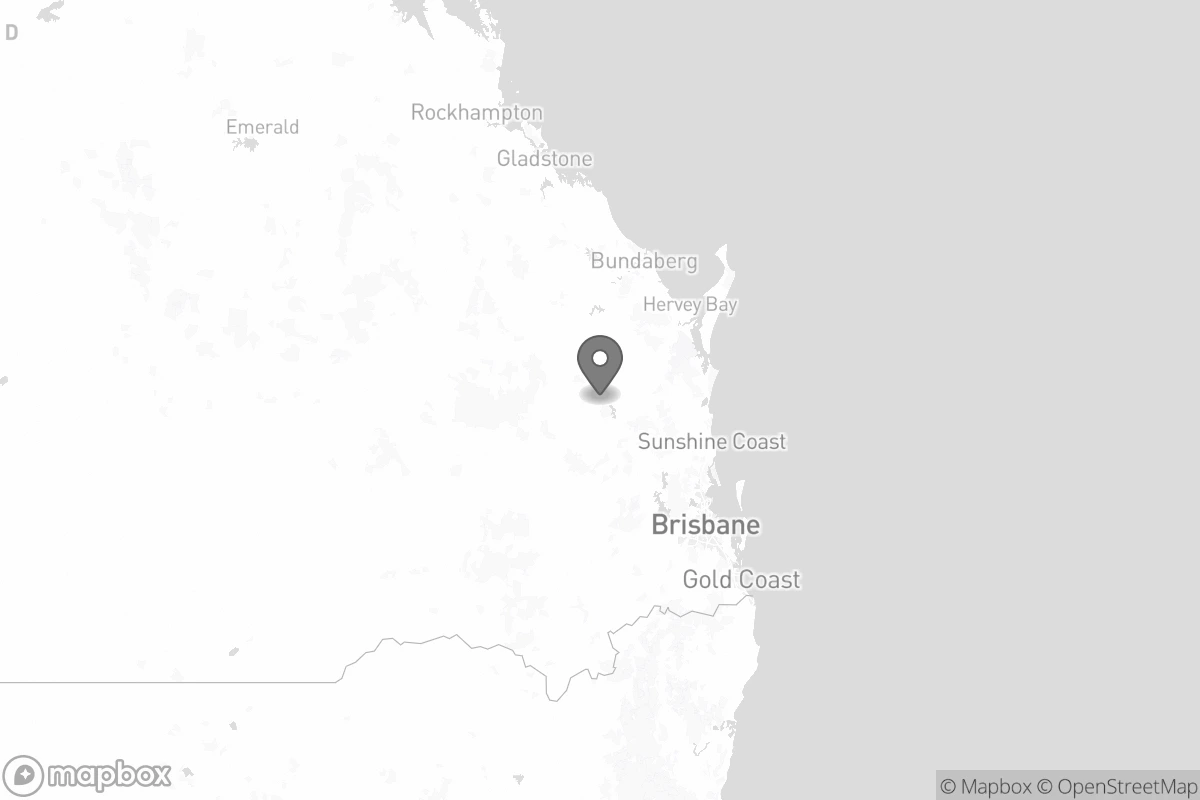 D
Rockhampton
Emerald
Gladstone
Bundaberg
Hervey Bay
Sunshine Coast
Brisbane
Gold Coast
mapbox
© Mapbox © OpenStreetMap